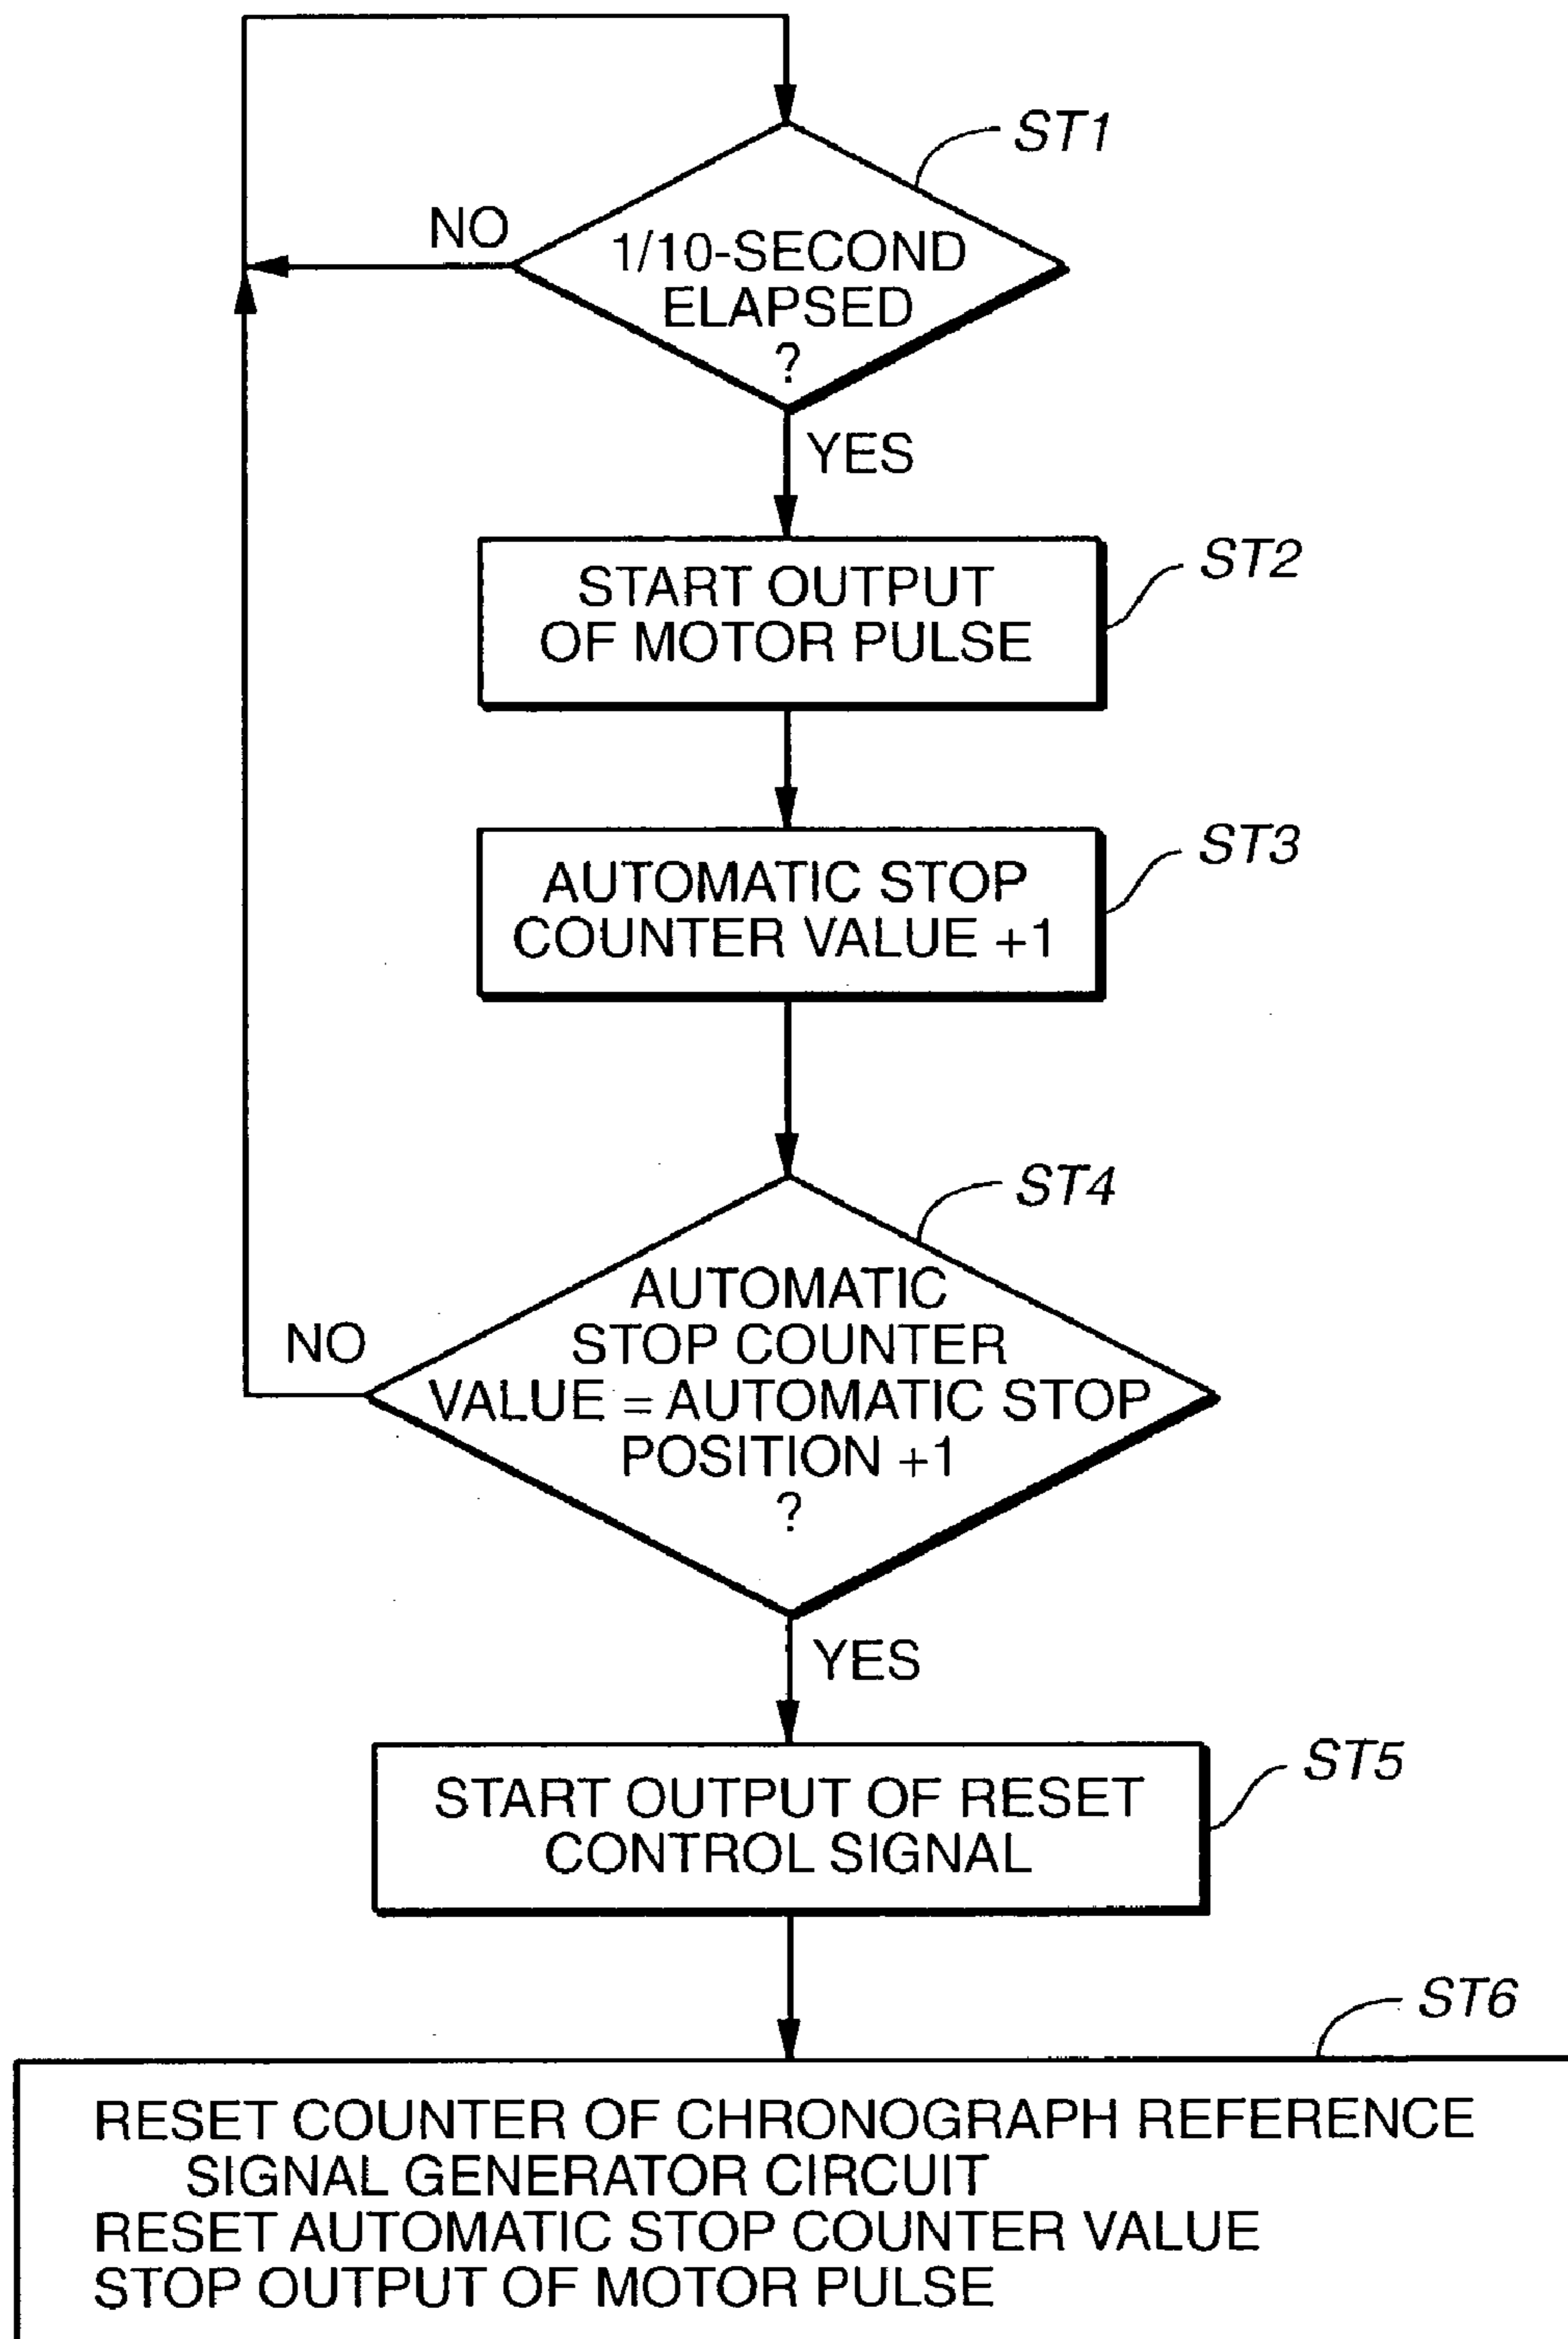 ST1
NO
1/10-SECOND
ELAPSED
?
YES
ST2
START OUTPUT
OF MOTOR PULSE
ST3
AUTOMATIC STOP
COUNTER VALUE +1
ST4
AUTOMATIC
NO
STOP COUNTER
VALUE = AUTOMATIC STOP
POSITION +1
?
YES
ST5
START OUTPUT OF RESET
CONTROL SIGNAL
ST6
RESET COUNTER OF CHRONOGRAPH REFERENCE
SIGNAL GENERATOR CIRCUIT
RESET AUTOMATIC STOP COUNTER VALUE
STOP OUTPUT OF MOTOR PULSE